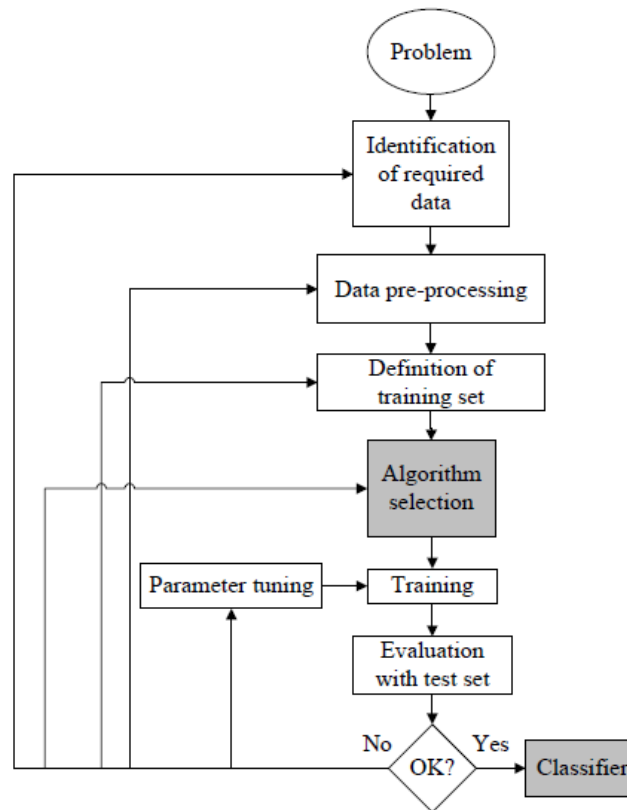 Problem
Identification
of required
data
Data pre-processing
Definition of
training set
Algorithm
selection
Parameter tuning
Training
Evaluation
with test set
No
OK?
Yes
Classifier